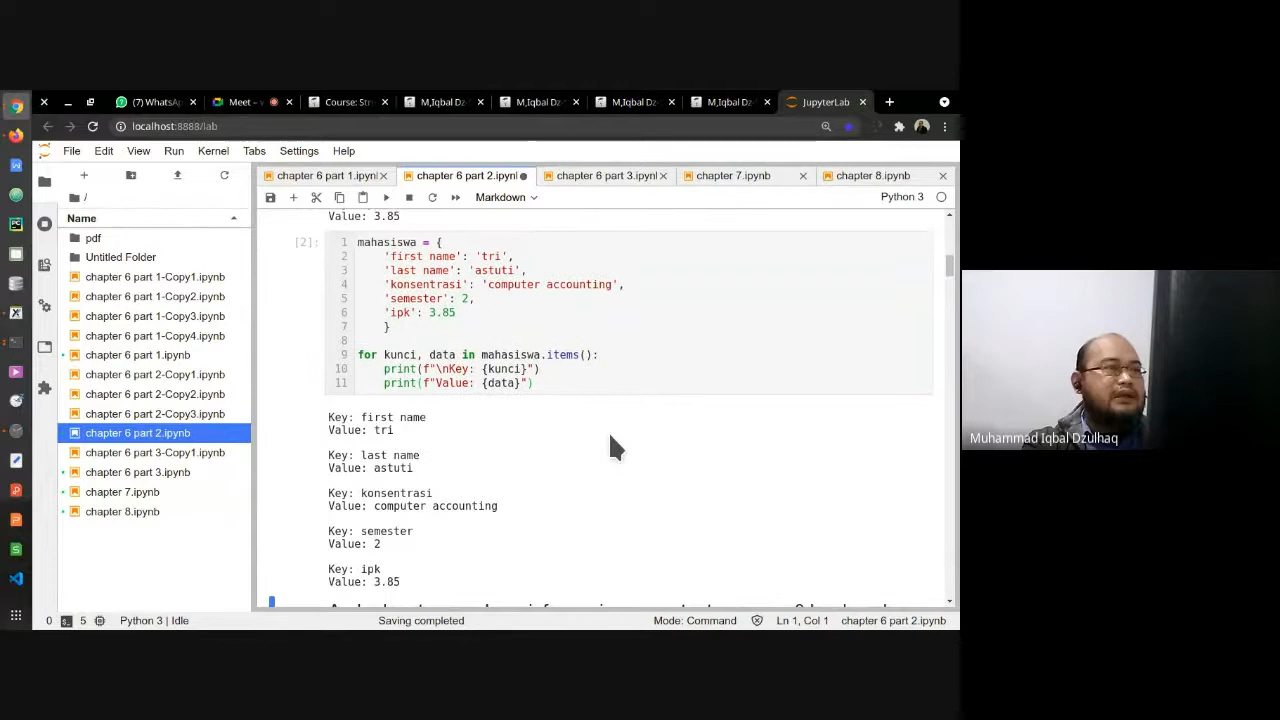 (7) WhatsA
Meet –
Course: Str
M,Iqbal Dz
M,Iqbal Dz
M,Iqbal Dz
M,Iqbal Dz
JupyterLab
localhost:8888/lab
File Edit View Run Kernel Tabs Settings Help
chapter 6 part 1.ipynl
chapter 6 part 2.ipynl
chapter 6 part 3.ipynl
chapter 7.ipynb
chapter 8.ipynb
Markdown
Python 3
/
Name
pdf
Untitled Folder
chapter 6 part 1-Copy1.ipynb
chapter 6 part 1-Copy2.ipynb
chapter 6 part 1-Copy3.ipynb
chapter 6 part 1-Copy4.ipynb
chapter 6 part 1.ipynb
chapter 6 part 2-Copy1.ipynb
chapter 6 part 2-Copy2.ipynb
chapter 6 part 2-Copy3.ipynb
chapter 6 part 2.ipynb
chapter 6 part 3-Copy1.ipynb
chapter 6 part 3.ipynb
chapter 7.ipynb
chapter 8.ipynb
Value: 3.85
[2]:
1 mahasiswa = {
2 'first name': 'tri',
3 'last name': 'astuti',
4 'konsentrasi': 'computer accounting',
5 'semester': 2,
6 'ipk': 3.85
7 }
8
9 for kunci, data in mahasiswa.items():
10 print(f"\nKey: {kunci}")
11 print(f"Value: {data}")
Key: first name
Value: tri
Key: last name
Value: astuti
Key: konsentrasi
Value: computer accounting
Key: semester
Value: 2
Key: ipk
Value: 3.85
0 5 Python 3 | Idle Saving completed Mode: Command Ln 1, Col 1 chapter 6 part 2.ipynb
Muhammad Iqbal Dzulhaq